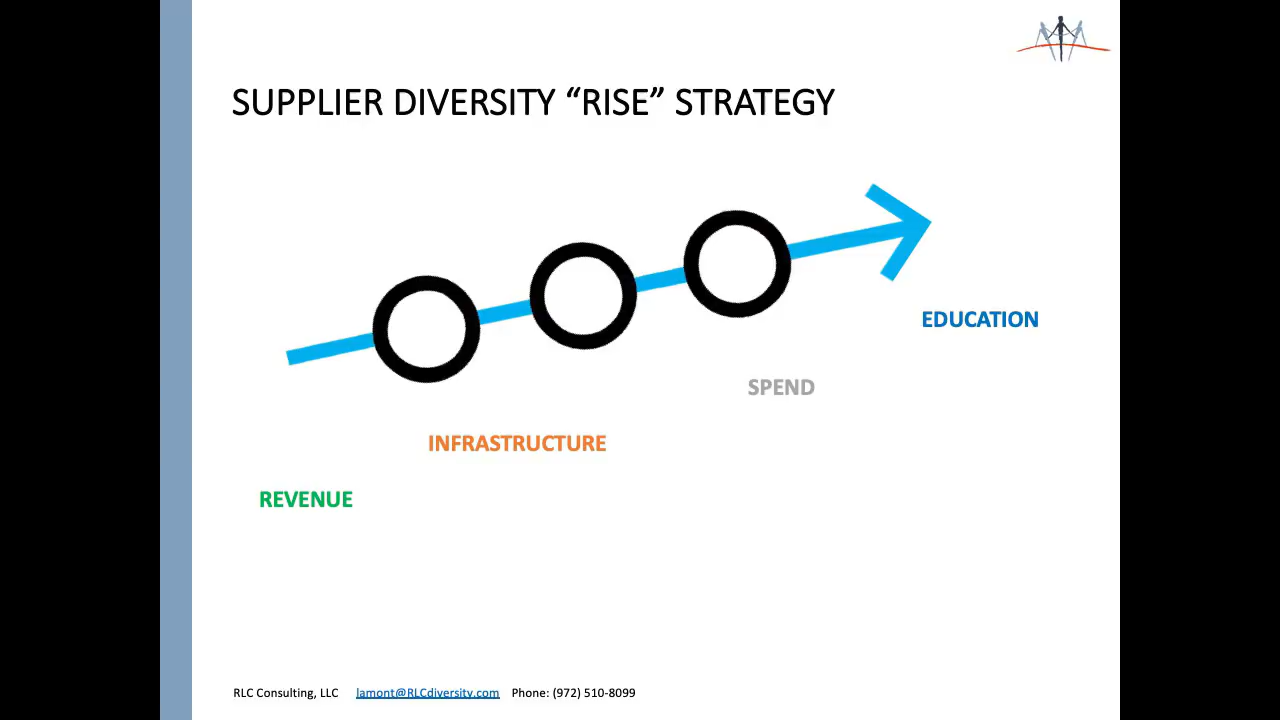 SUPPLIER DIVERSITY “RISE” STRATEGY
EDUCATION
SPEND
INFRASTRUCTURE
REVENUE
RLC Consulting, LLC lamont@RLCdiversity.com Phone: (972) 510-8099